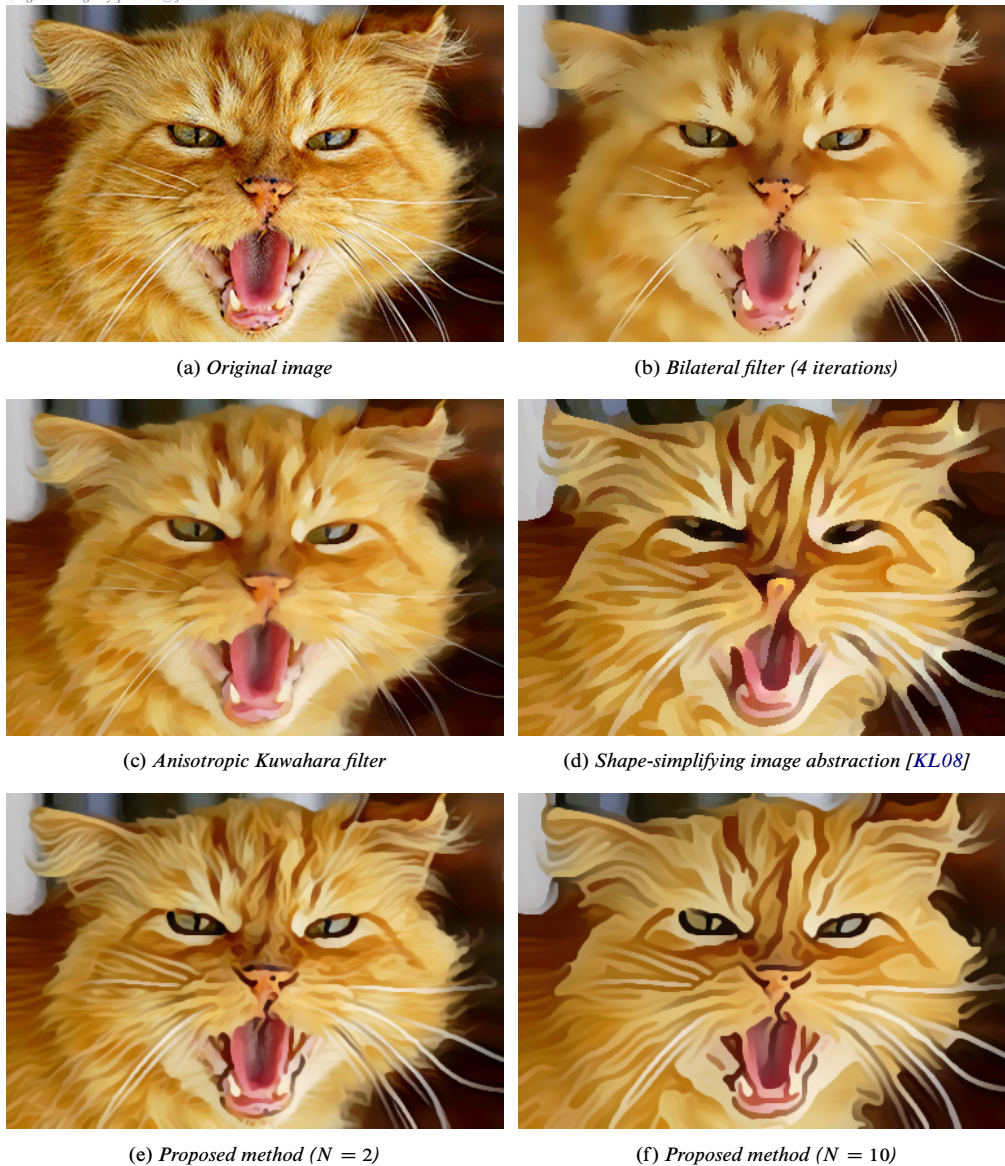 (a) Original image
(b) Bilateral filter (4 iterations)
(c) Anisotropic Kuwahara filter
(d) Shape-simplifying image abstraction [KL08]
(e) Proposed method (N = 2)
(f) Proposed method (N = 10)